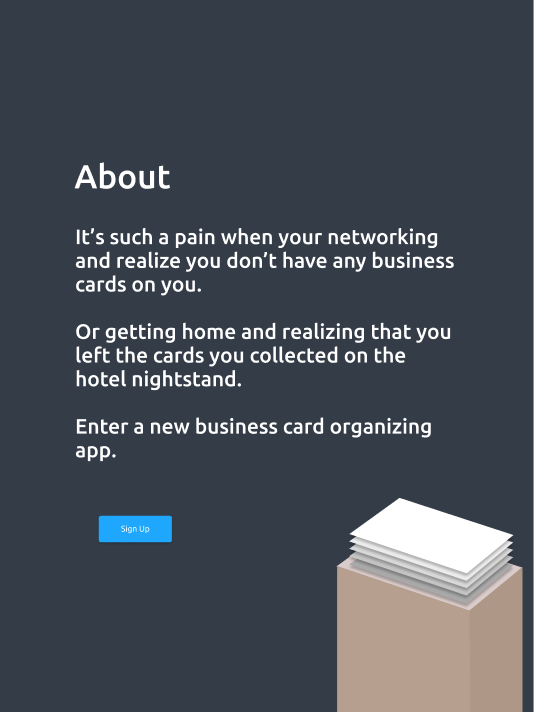 About
It’s such a pain when your networking
and realize you don’t have any business
cards on you.
Or getting home and realizing that you
left the cards you collected on the
hotel nightstand.
Enter a new business card organizing
app.
Sign Up